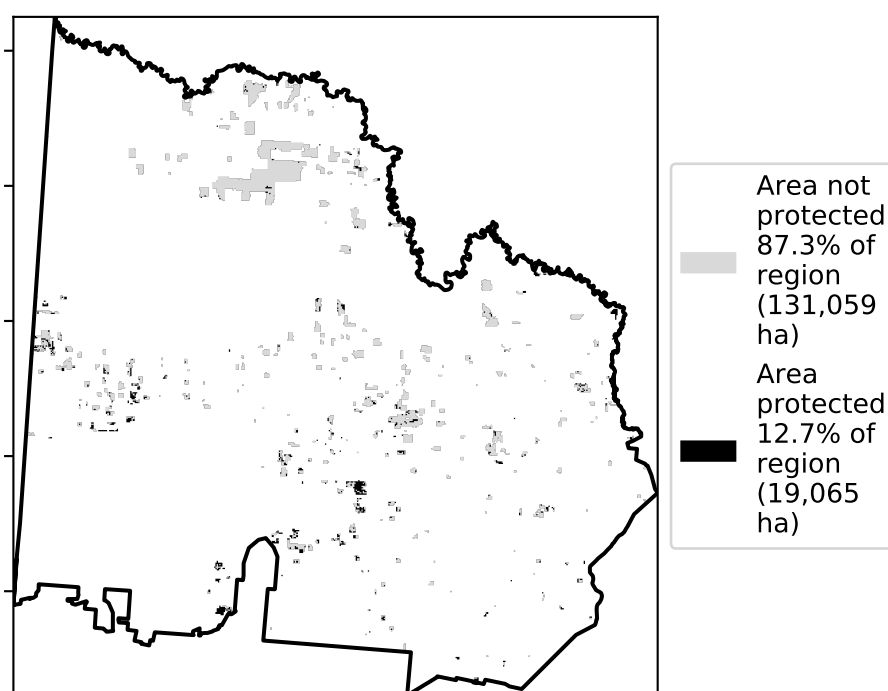 Area not
protected
87.3% of
region
(131,059
ha)
Area
protected
12.7% of
region
(19,065
ha)